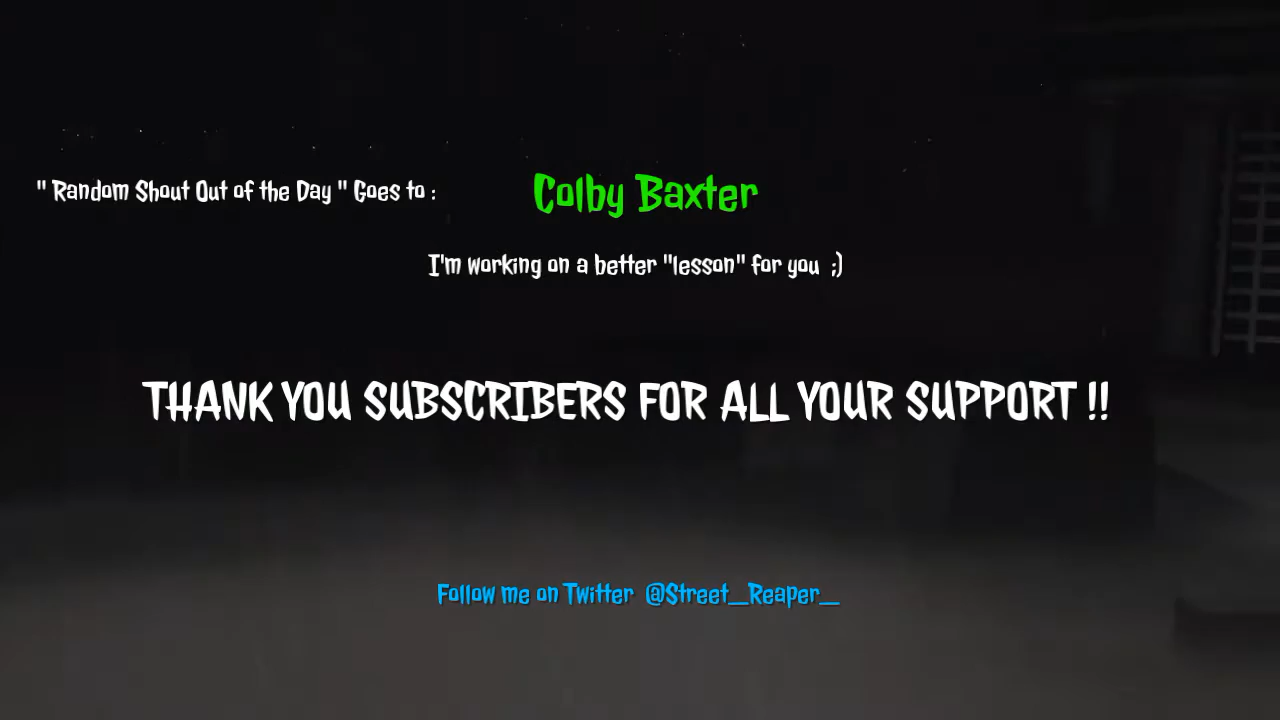 " Random Shout Out of the Day " Goes to : Colby Baxter
I'm working on a better "lesson" for you ;)
THANK YOU SUBSCRIBERS FOR ALL YOUR SUPPORT !!
Follow me on Twitter @Street_Reaper_